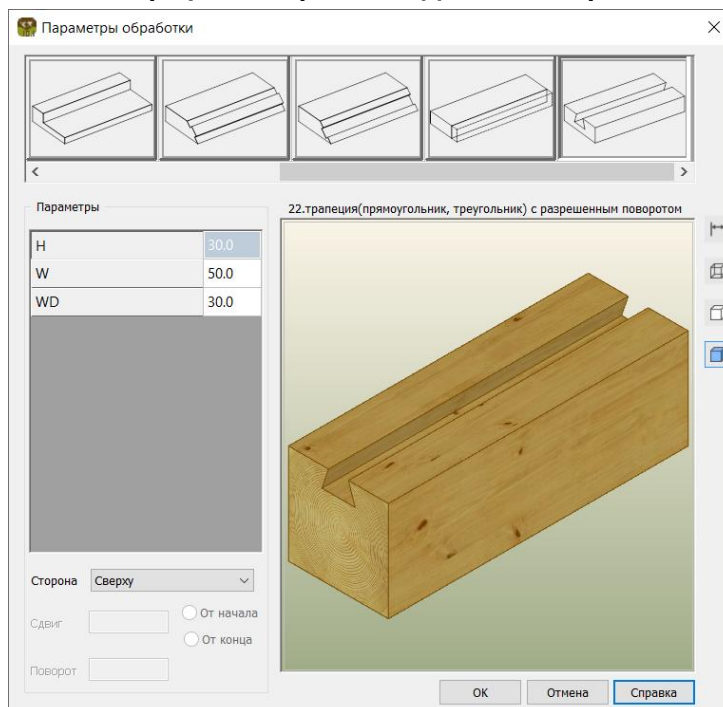 Параметры обработки
Параметры
22.трапеция(прямоугольник, треугольник) с разрешенным поворотом
H 30.0
W 50.0
WD 30.0
Сторона Сверху
Сдвиг
От начала
От конца
Поворот
ОК Отмена Справка